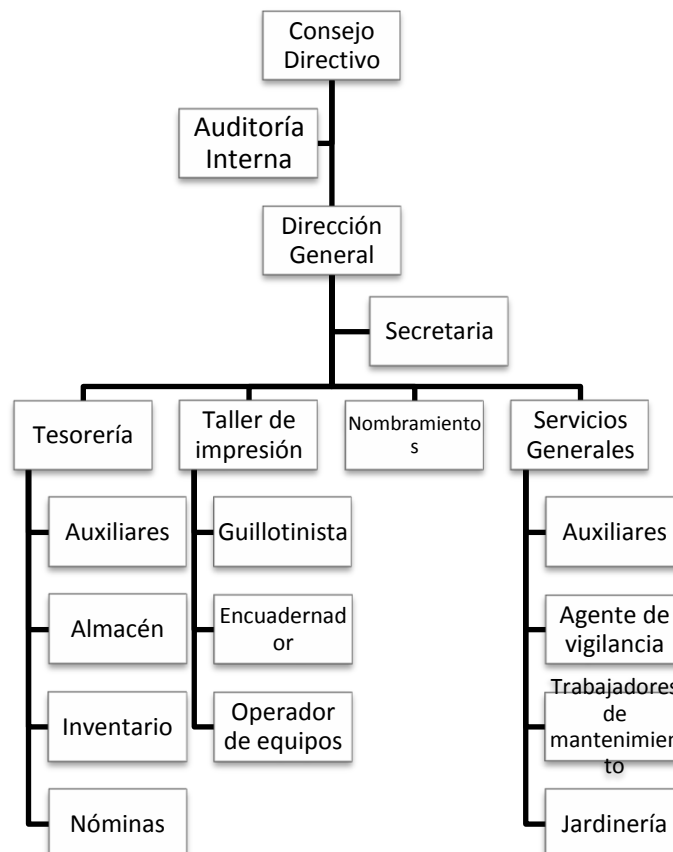 Consejo
Directivo
Auditoría
Interna
Dirección
General
Secretaria
Tesorería
Taller de
impresión
Nombramiento
s
Servicios
Generales
Auxiliares
Guillotinista
Auxiliares
Almacén
Encuadernad
or
Agente de
vigilancia
Inventario
Operador
de equipos
Trabajadores
de
mantenimien
to
Nóminas
Jardinería